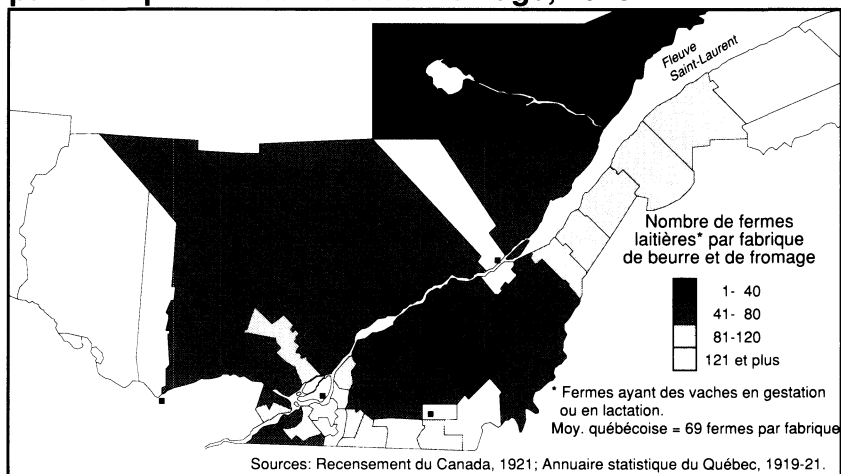 Fleuve
Saint-Laurent
Nombre de fermes
laitières* par fabrique
de beurre et de fromage
1- 40
41- 80
81-120
121 et plus
* Fermes ayant des vaches en gestation
ou en lactation.
Moy. québécoise = 69 fermes par fabrique
Sources: Recensement du Canada, 1921; Annuaire statistique du Québec, 1919-21.